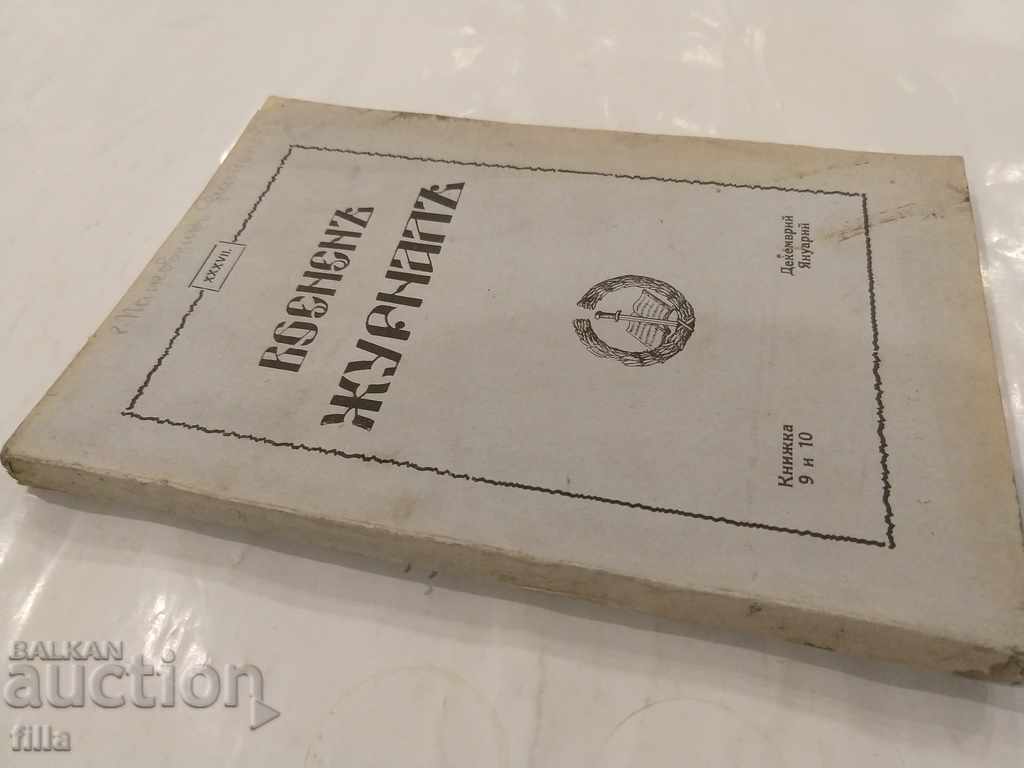 XXXVII.
ВОЕНЕНЪ
ЖУРНАЛЪ
Книжка
9 и 10
Декемврий
Януарий
BALKAN
auction
filla